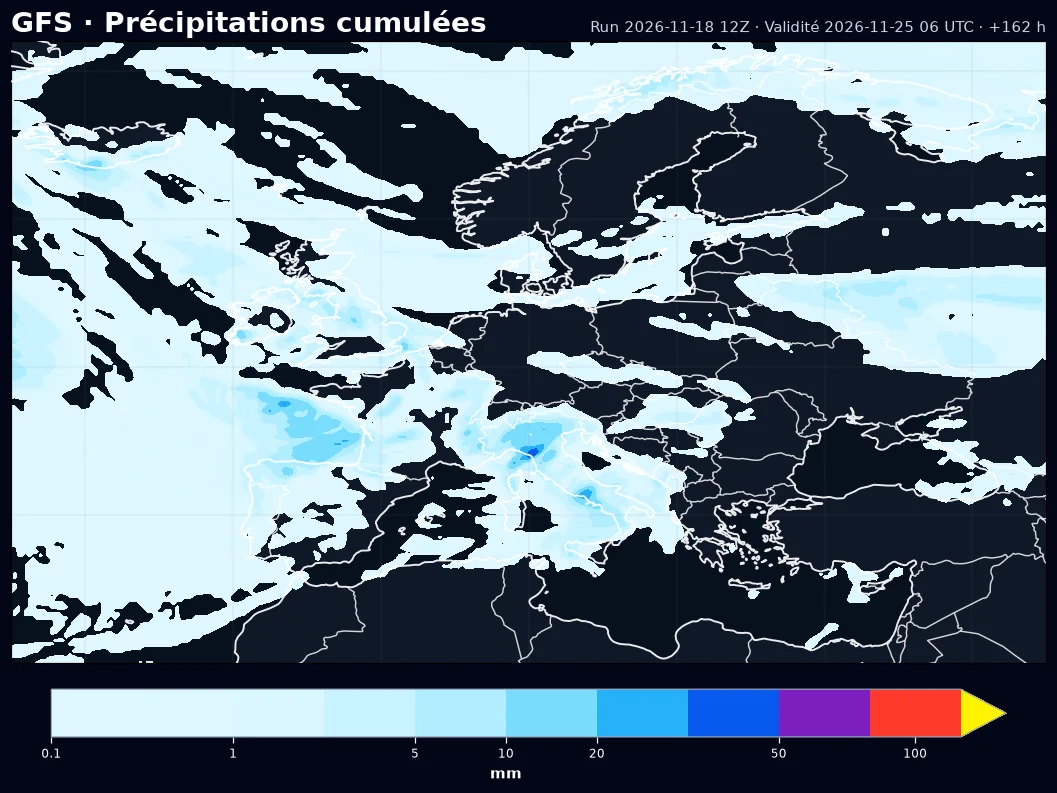 GFS · Précipitations cumulées
Run 2026-11-18 12Z · Validité 2026-11-25 06 UTC · +162 h
0.1 1 5 10 20 50 100
mm